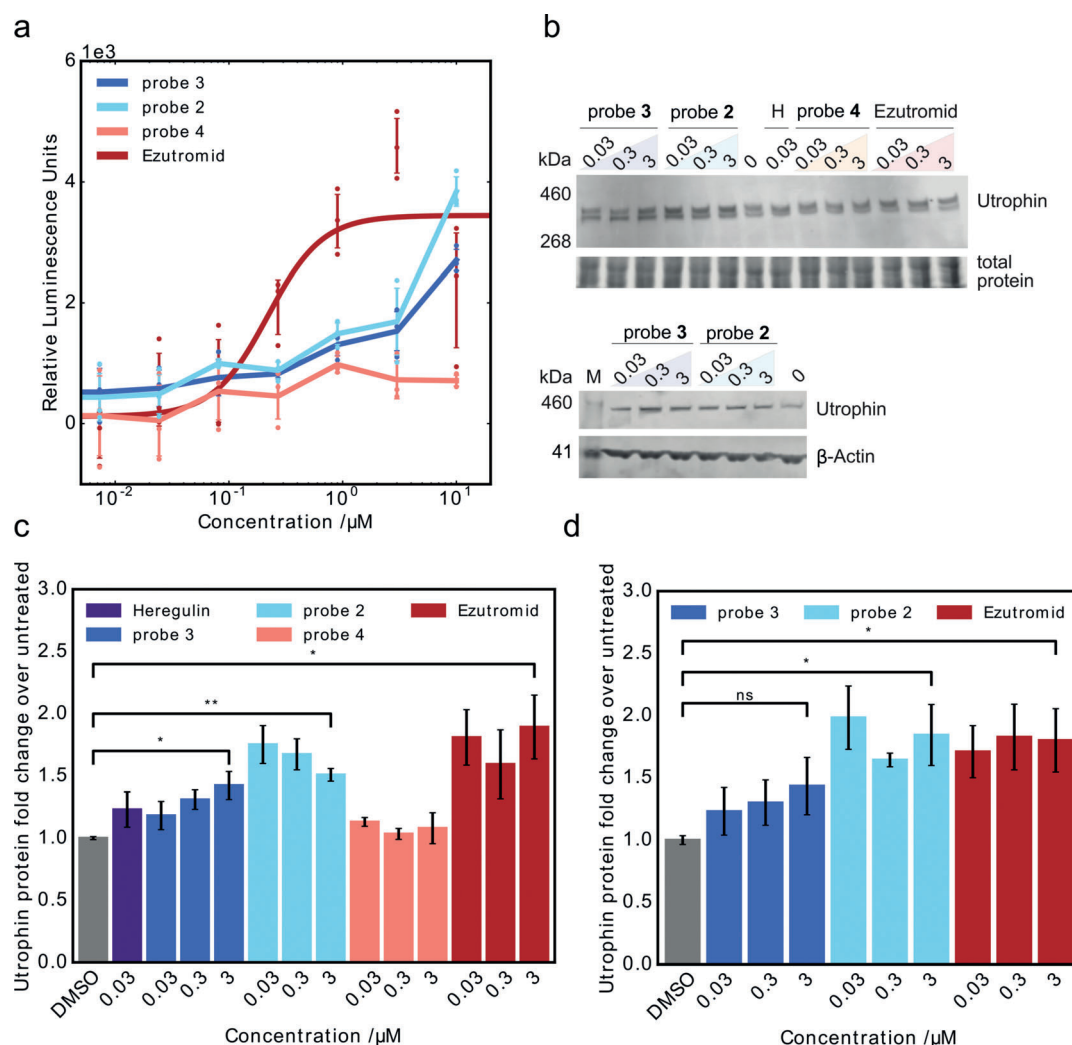 a
1e3
6
4
2
0
Relative Luminescence Units
probe 3
probe 2
probe 4
Ezutromid
10⁻² 10⁻¹ 10⁰ 10¹
Concentration /µM
b
probe 3 probe 2 H probe 4 Ezutromid
kDa 0.03 0.3 3 0.03 0.3 3 0 0.03 0.03 0.3 3 0.03 0.3 3
460
Utrophin
268
total
protein
probe 3 probe 2
kDa M 0.03 0.3 3 0.03 0.3 3 0
460
Utrophin
41
β-Actin
c
Utrophin protein fold change over untreated
3.0
2.5
2.0
1.5
1.0
0.5
0.0
Heregulin probe 2 Ezutromid
probe 3 probe 4
*
**
*
DMSO 0.03 0.03 0.3 3 0.03 0.3 3 0.03 0.3 3 0.03 0.3 3
Concentration /µM
d
Utrophin protein fold change over untreated
3.0
2.5
2.0
1.5
1.0
0.5
0.0
probe 3 probe 2 Ezutromid
*
*
ns
DMSO 0.03 0.3 3 0.03 0.3 3 0.03 0.3 3
Concentration /µM